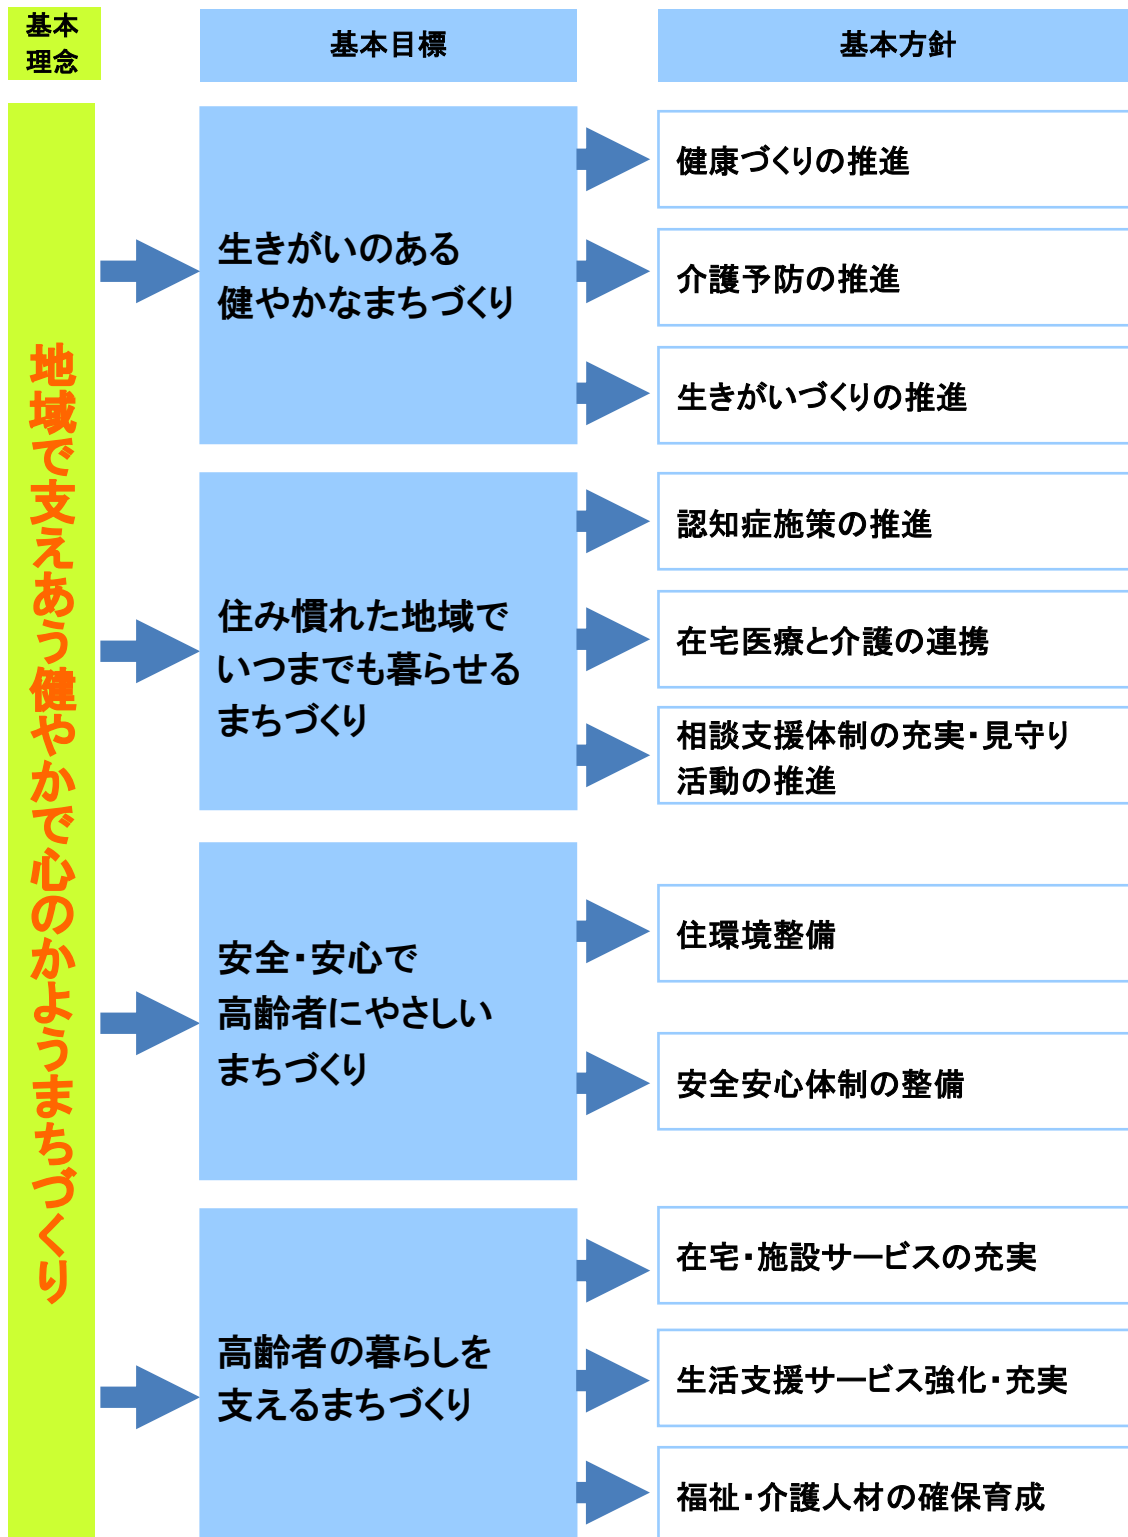 基本
理念
基本目標
基本方針
地域で支えあう健やかで心のかようまちづくり
生きがいのある
健やかなまちづくり
健康づくりの推進
介護予防の推進
生きがいづくりの推進
住み慣れた地域で
いつまでも暮らせる
まちづくり
認知症施策の推進
在宅医療と介護の連携
相談支援体制の充実・見守り
活動の推進
安全・安心で
高齢者にやさしい
まちづくり
住環境整備
安全安心体制の整備
高齢者の暮らしを
支えるまちづくり
在宅・施設サービスの充実
生活支援サービス強化・充実
福祉・介護人材の確保育成